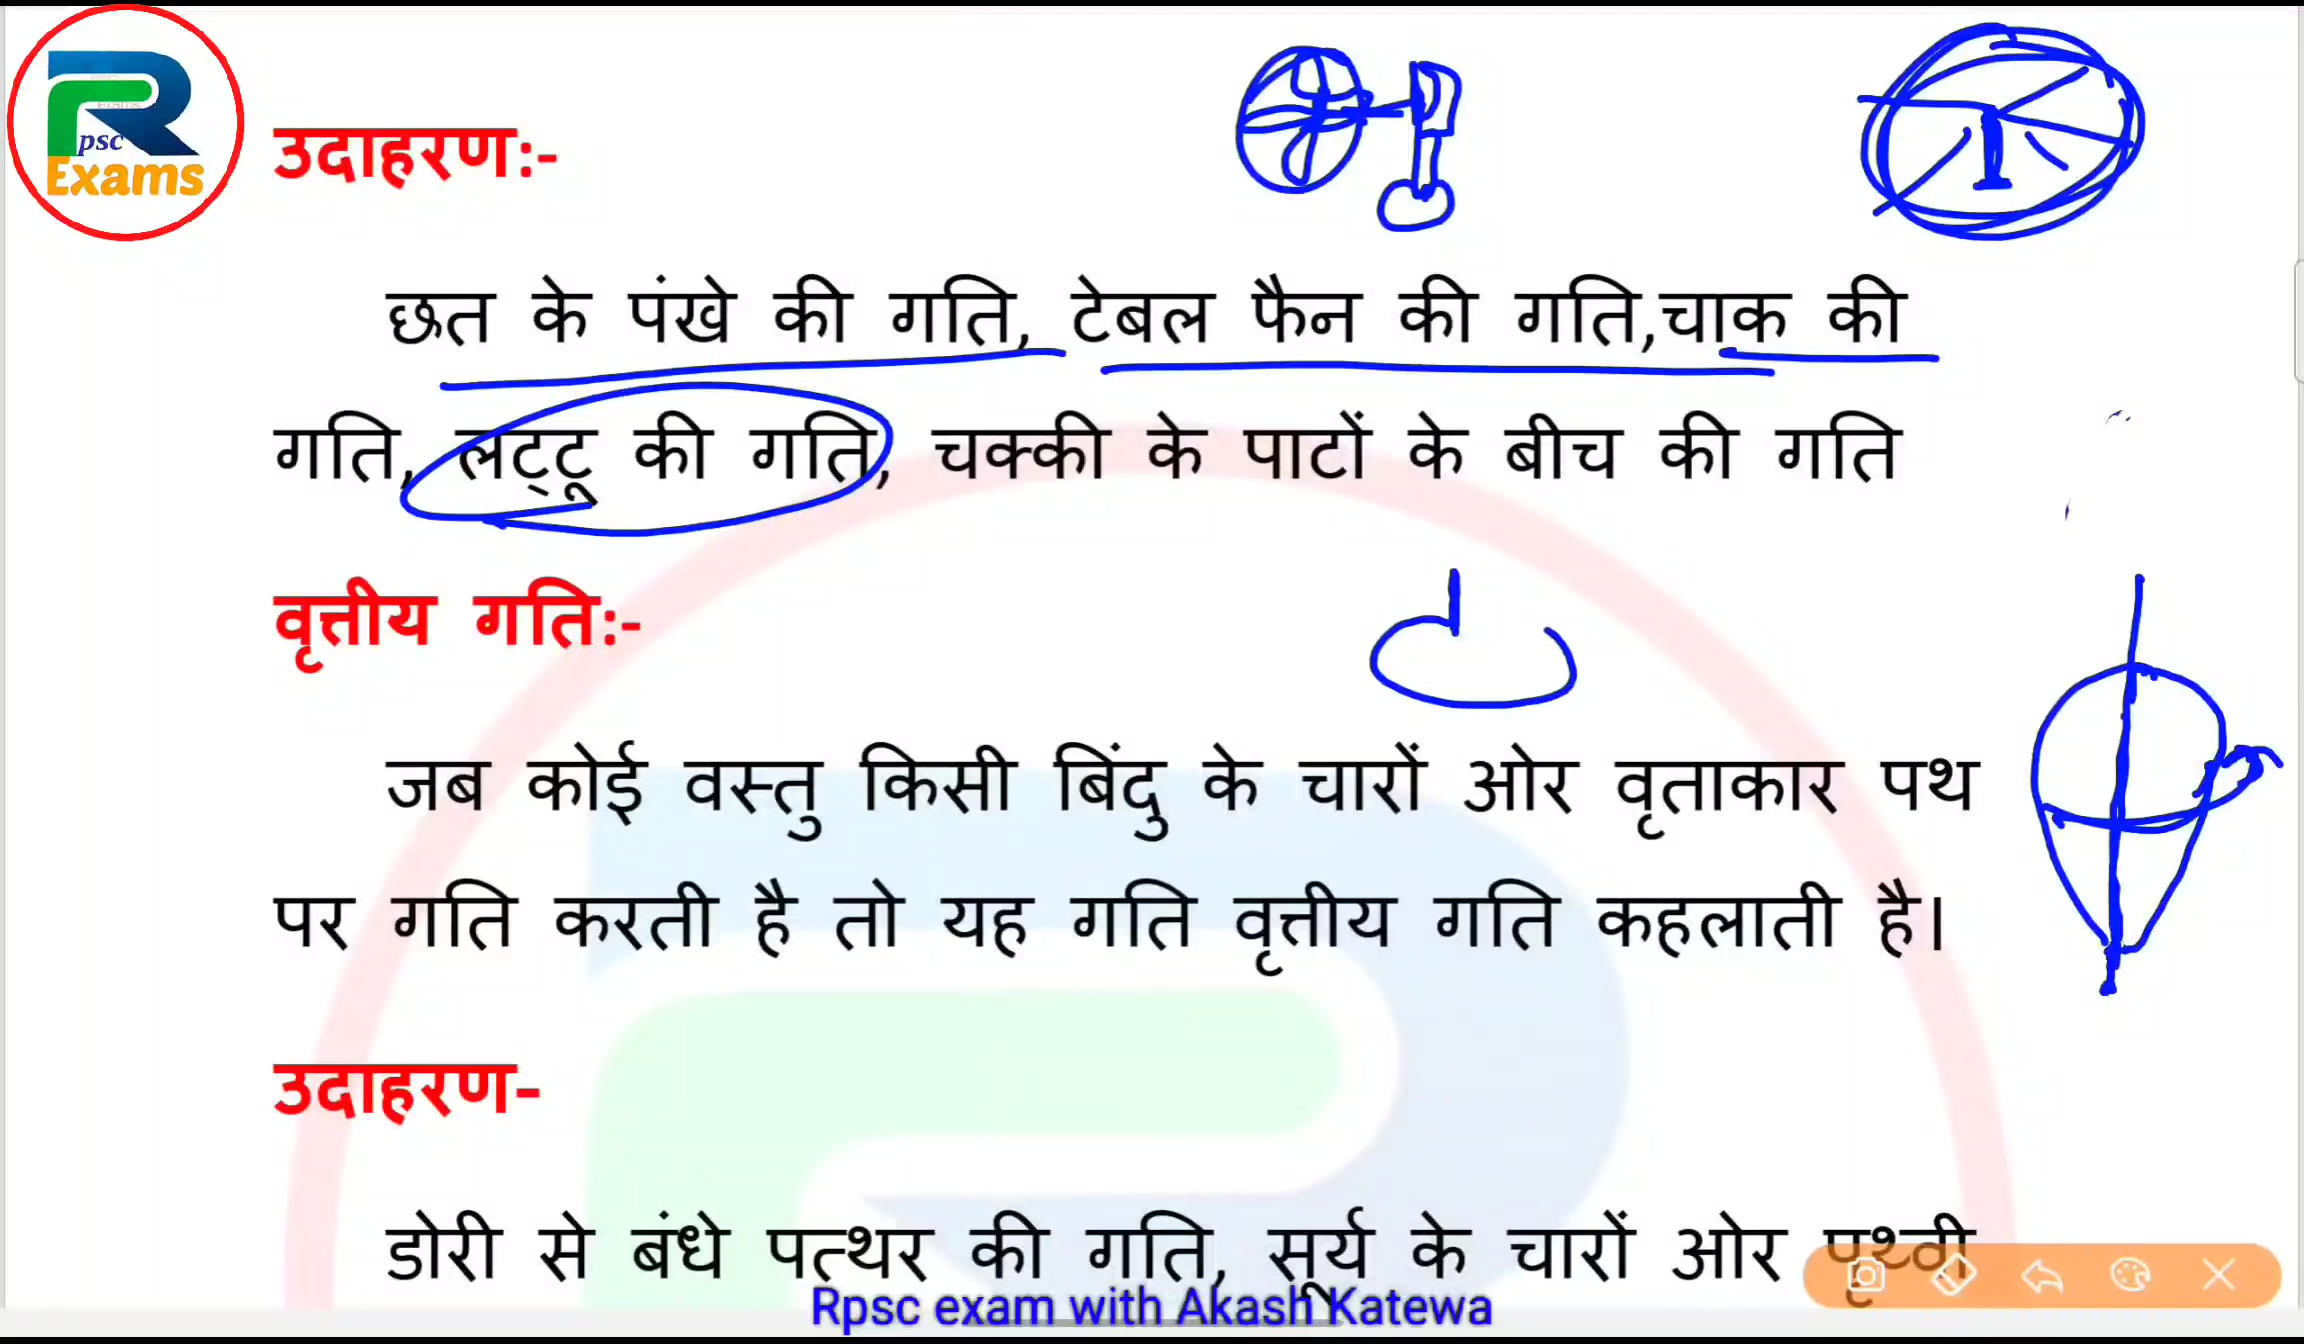 psc
Exams
उदाहरण:-
छत के पंखे की गति, टेबल फैन की गति,चाक की
गति, लट्टू की गति, चक्की के पाटों के बीच की गति
वृत्तीय गति:-
जब कोई वस्तु किसी बिंदु के चारों ओर वृताकार पथ
पर गति करती है तो यह गति वृत्तीय गति कहलाती है।
उदाहरण-
डोरी से बंधे पत्थर की गति, सूर्य के चारों ओर पृथ्वी
Rpsc exam with Akash Katewa